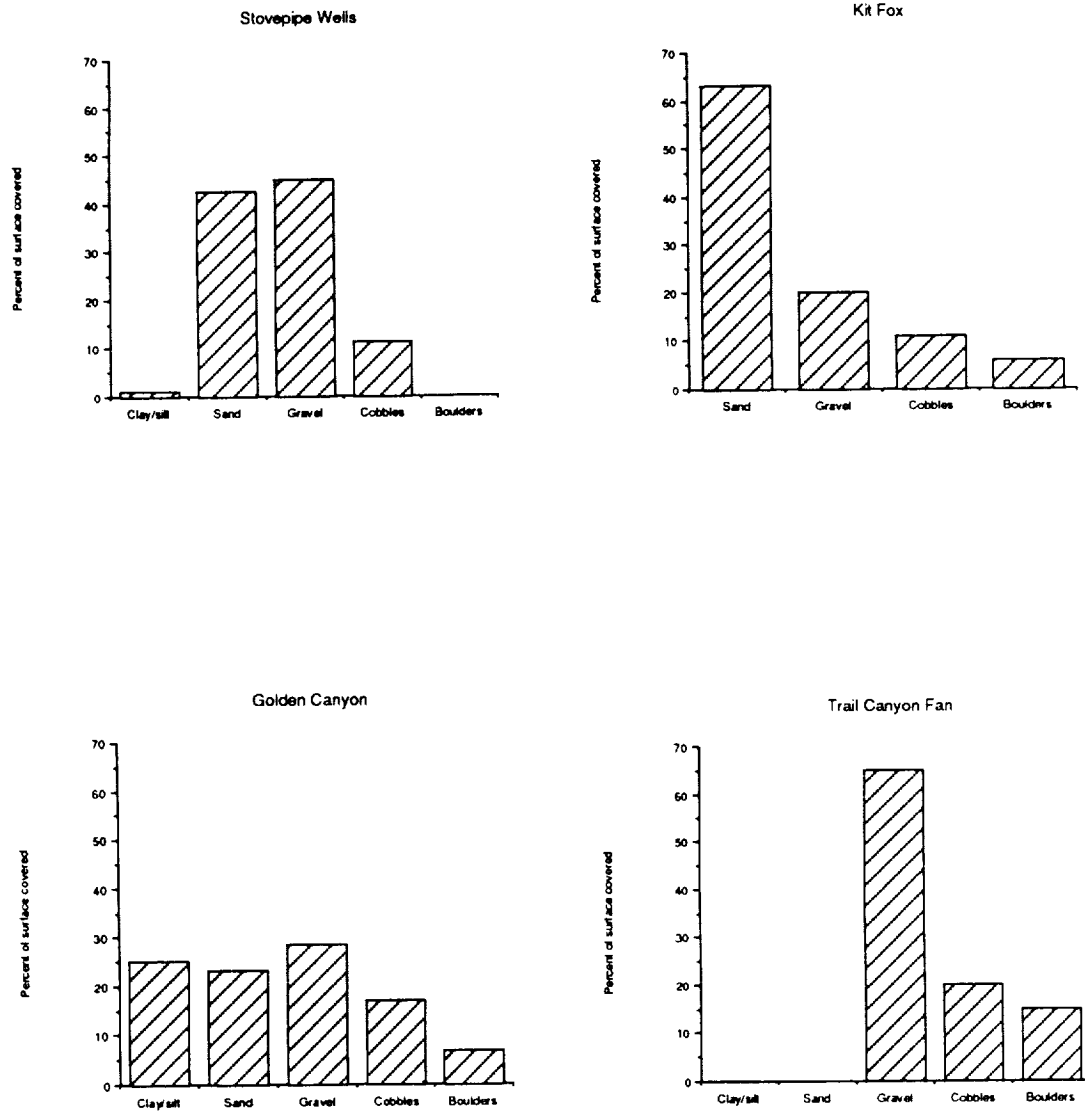 Stovepipe Wells
70
60
50
40
30
20
10
0
Percent of surface covered
Clay/silt Sand Gravel Cobbles Boulders
Kit Fox
70
60
50
40
30
20
10
0
Percent of surface covered
Sand Gravel Cobbles Boulders
Golden Canyon
70
60
50
40
30
20
10
0
Percent of surface covered
Clay/silt Sand Gravel Cobbles Boulders
Trail Canyon Fan
70
60
50
40
30
20
10
0
Percent of surface covered
Clay/silt Sand Gravel Cobbles Boulders